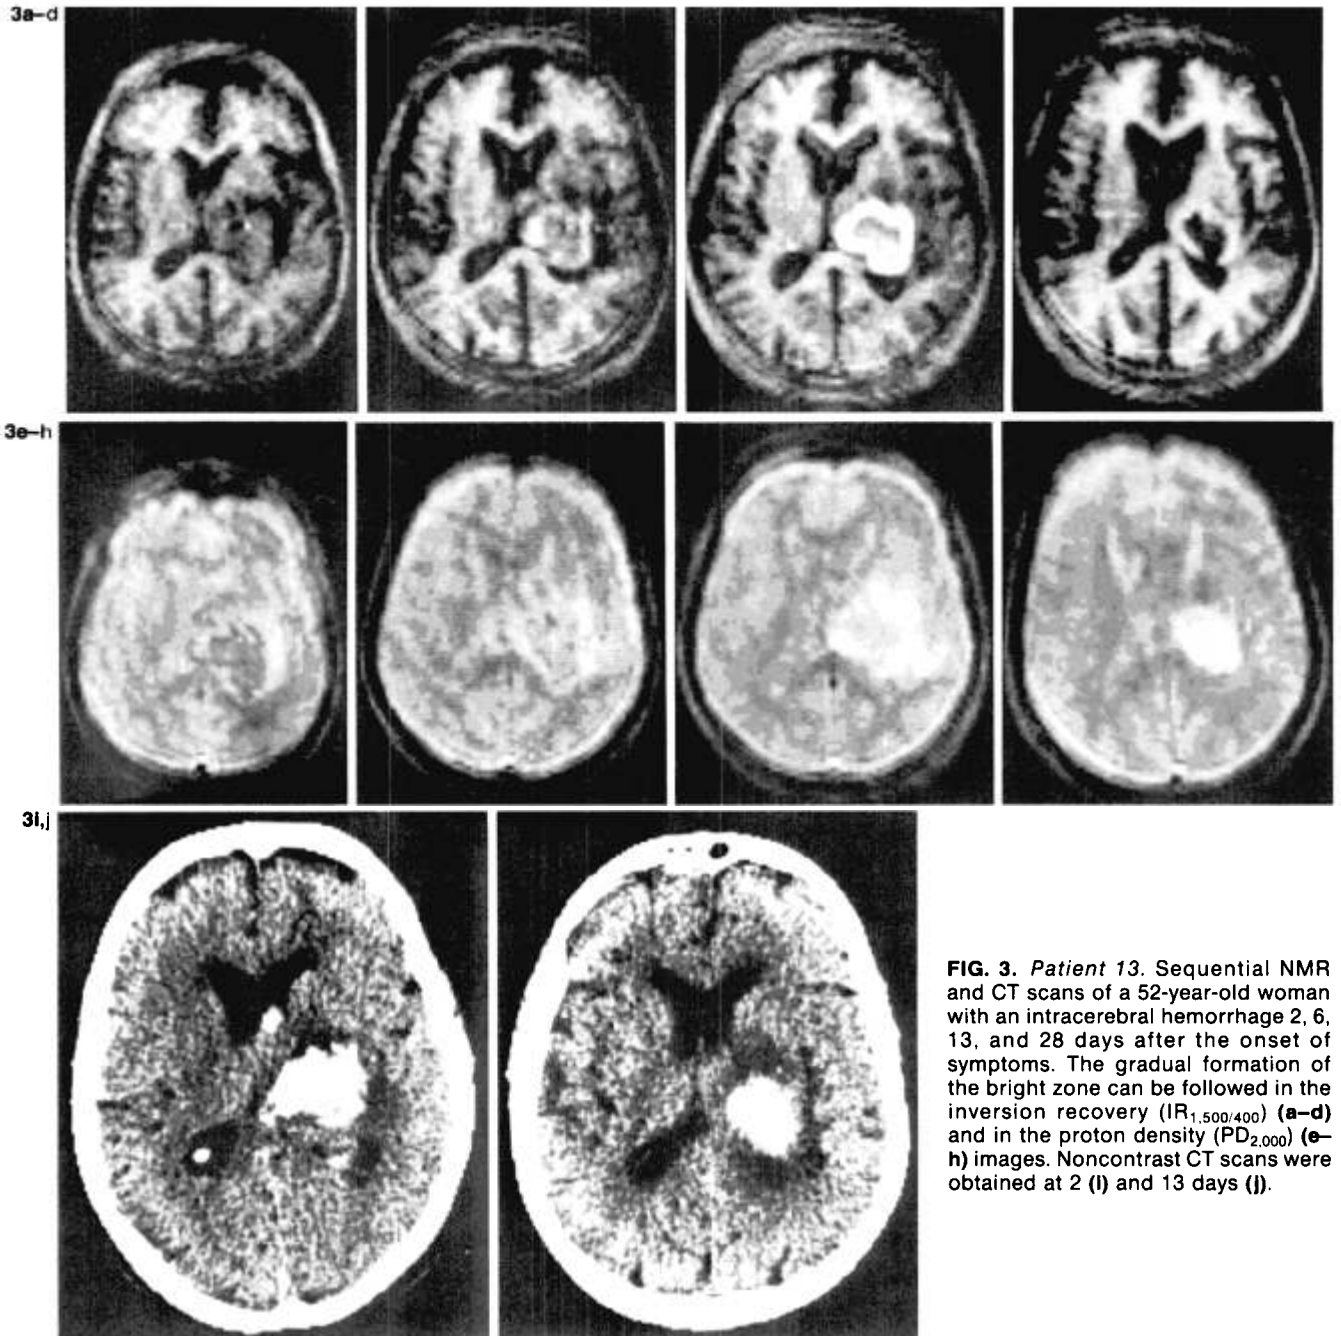 3a–d
3e–h
3i,j
FIG. 3. Patient 13. Sequential NMR
and CT scans of a 52-year-old woman
with an intracerebral hemorrhage 2, 6,
13, and 28 days after the onset of
symptoms. The gradual formation of
the bright zone can be followed in the
inversion recovery (IR1,500/400) (a–d)
and in the proton density (PD2,000) (e–
h) images. Noncontrast CT scans were
obtained at 2 (i) and 13 days (j).